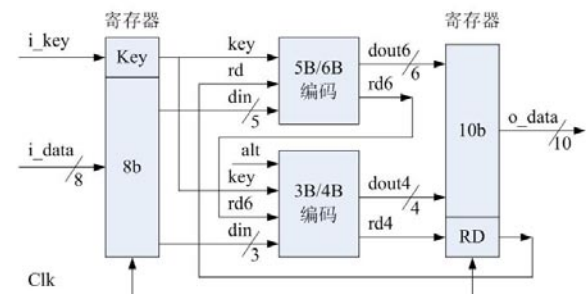 寄存器
寄存器
i_key
Key
key
rd
din
5
5B/6B
编码
dout6
6
rd6
i_data
8
8b
alt
key
rd6
din
3
3B/4B
编码
dout4
4
rd4
10b
RD
o_data
10
Clk